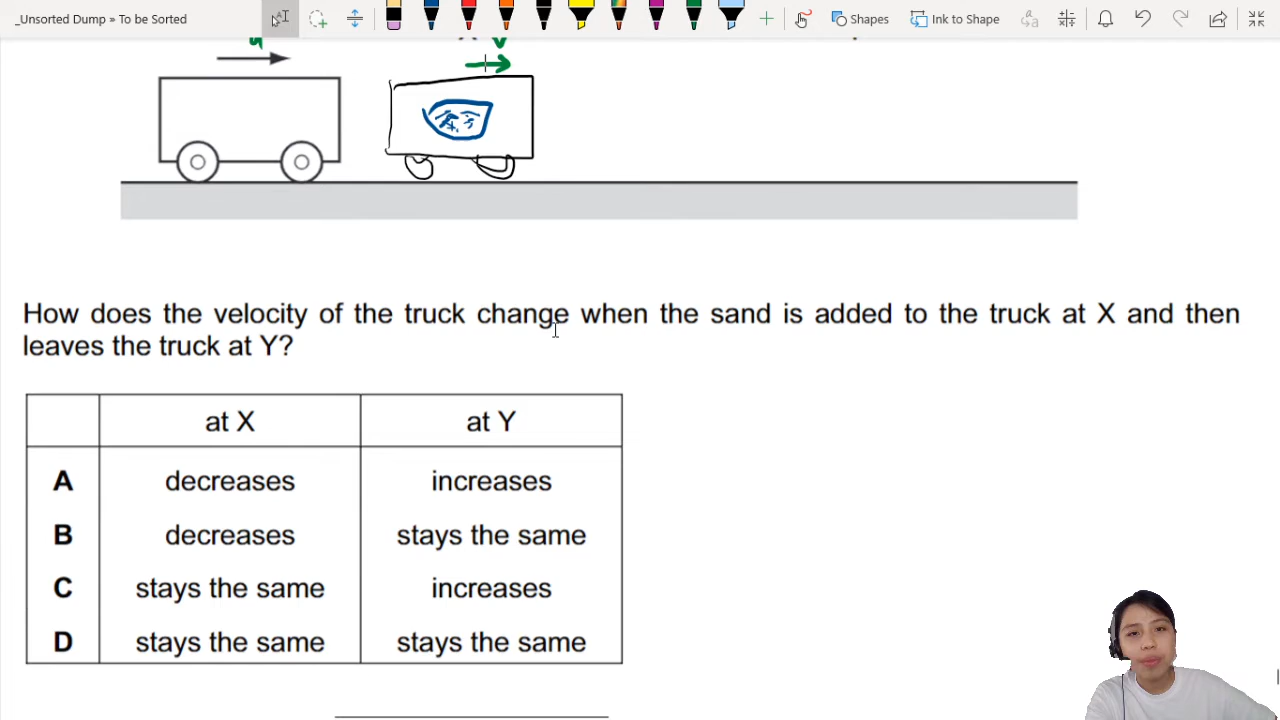 _Unsorted Dump » To be Sorted
Shapes
Ink to Shape
u
X v
How does the velocity of the truck change when the sand is added to the truck at X and then
leaves the truck at Y?
at X at Y
A decreases increases
B decreases stays the same
C stays the same increases
D stays the same stays the same